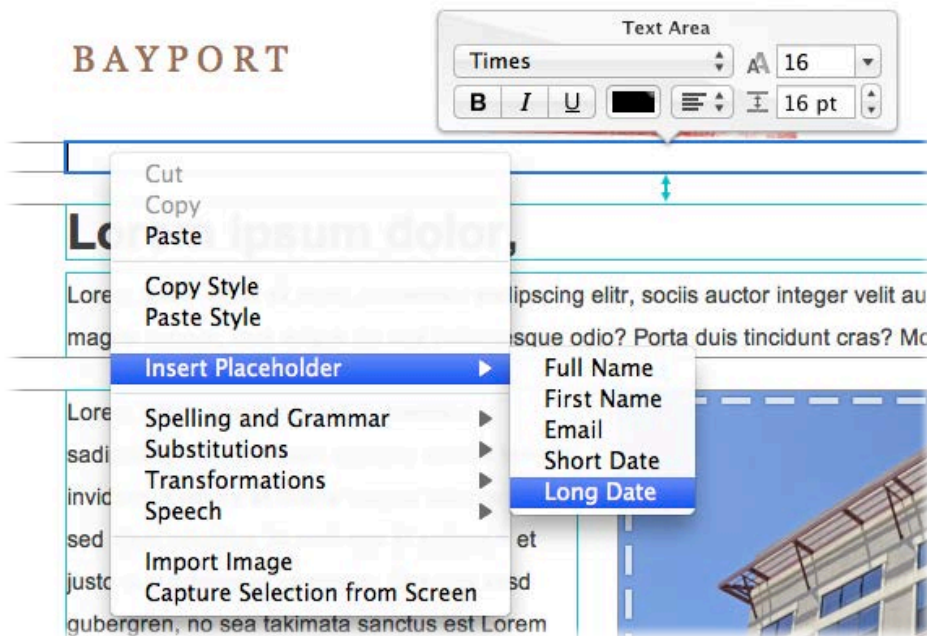 Text Area
BAYPORT
Times
16
B I U
16 pt
Cut
Copy
Paste
Lo ipsum dolor,
Copy Style
Paste Style
Lore ipscing elitr, sociis auctor integer velit au
mag esque odio? Porta duis tincidunt cras? Mo
Insert Placeholder
Full Name
First Name
Email
Short Date
Long Date
Lore
Spelling and Grammar
sadi
Substitutions
Transformations
invid
Speech
sed et
Import Image
justo sd
Capture Selection from Screen
gubergren, no sea takimata sanctus est Lorem